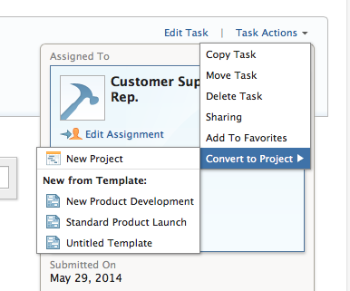 Edit Task | Task Actions
Assigned To
Customer Sup
Rep.
Edit Assignment
Copy Task
Move Task
Delete Task
Sharing
Add To Favorites
Convert to Project
New Project
New from Template:
New Product Development
Standard Product Launch
Untitled Template
Submitted On
May 29, 2014